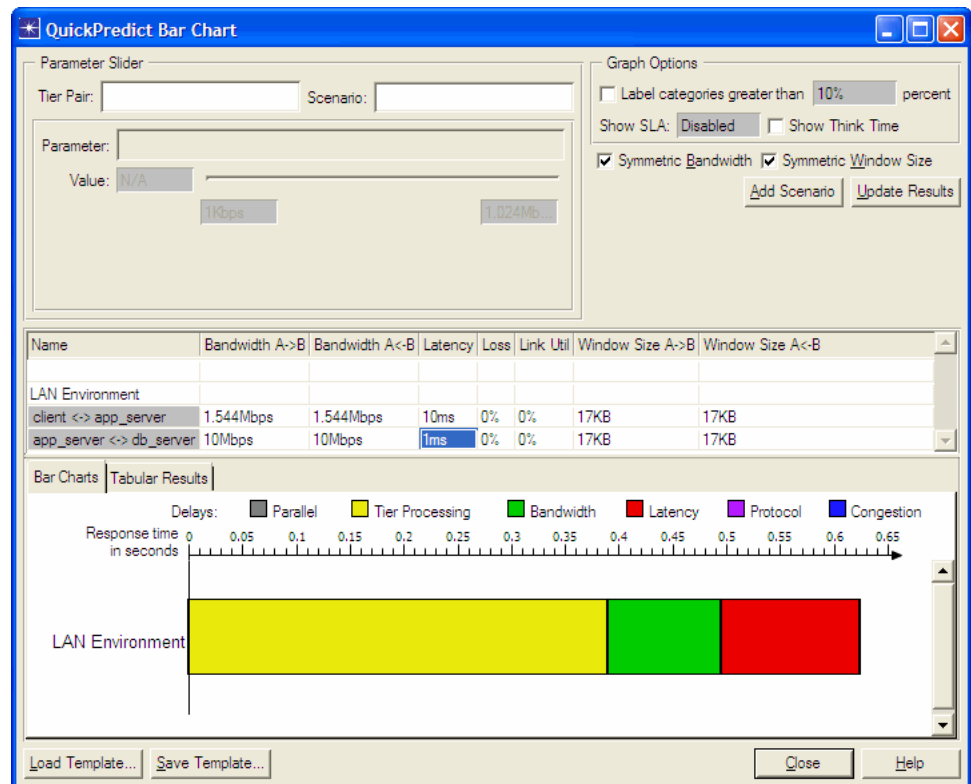 QuickPredict Bar Chart
Parameter Slider
Tier Pair:
Scenario:
Parameter:
Value: N/A
1Kbps
1.024Mb...
Graph Options
Label categories greater than 10% percent
Show SLA: Disabled Show Think Time
Symmetric Bandwidth Symmetric Window Size
Add Scenario Update Results
Name Bandwidth A->B Bandwidth A<-B Latency Loss Link Util Window Size A->B Window Size A<-B
LAN Environment
client <-> app_server 1.544Mbps 1.544Mbps 10ms 0% 0% 17KB 17KB
app_server <-> db_server 10Mbps 10Mbps 1ms 0% 0% 17KB 17KB
Bar Charts Tabular Results
Delays: Parallel Tier Processing Bandwidth Latency Protocol Congestion
Response time
in seconds
0 0.05 0.1 0.15 0.2 0.25 0.3 0.35 0.4 0.45 0.5 0.55 0.6 0.65
LAN Environment
Load Template... Save Template... Close Help